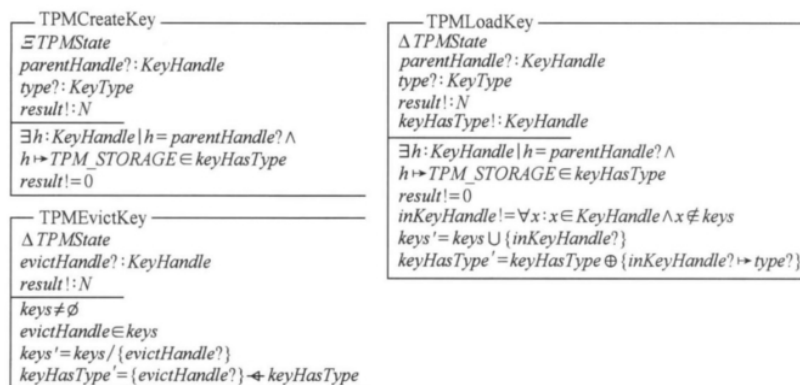 TPMCreateKey
ΞTPMState
parentHandle?:KeyHandle
type?:KeyType
result!:N
∃h:KeyHandle|h=parentHandle?∧
h↦TPM_STORAGE∈keyHasType
result!=0
TPMEvictKey
ΔTPMState
evictHandle?:KeyHandle
result!:N
keys≠∅
evictHandle∈keys
keys'=keys/{evictHandle?}
keyHasType'={evictHandle?}⩤keyHasType
TPMLoadKey
ΔTPMState
parentHandle?:KeyHandle
type?:KeyType
result!:N
keyHasType!:KeyHandle
∃h:KeyHandle|h=parentHandle?∧
h↦TPM_STORAGE∈keyHasType
result!=0
inKeyHandle!=∀x:x∈KeyHandle∧x∉keys
keys'=keys∪{inKeyHandle?}
keyHasType'=keyHasType⊕{inKeyHandle?↦type?}